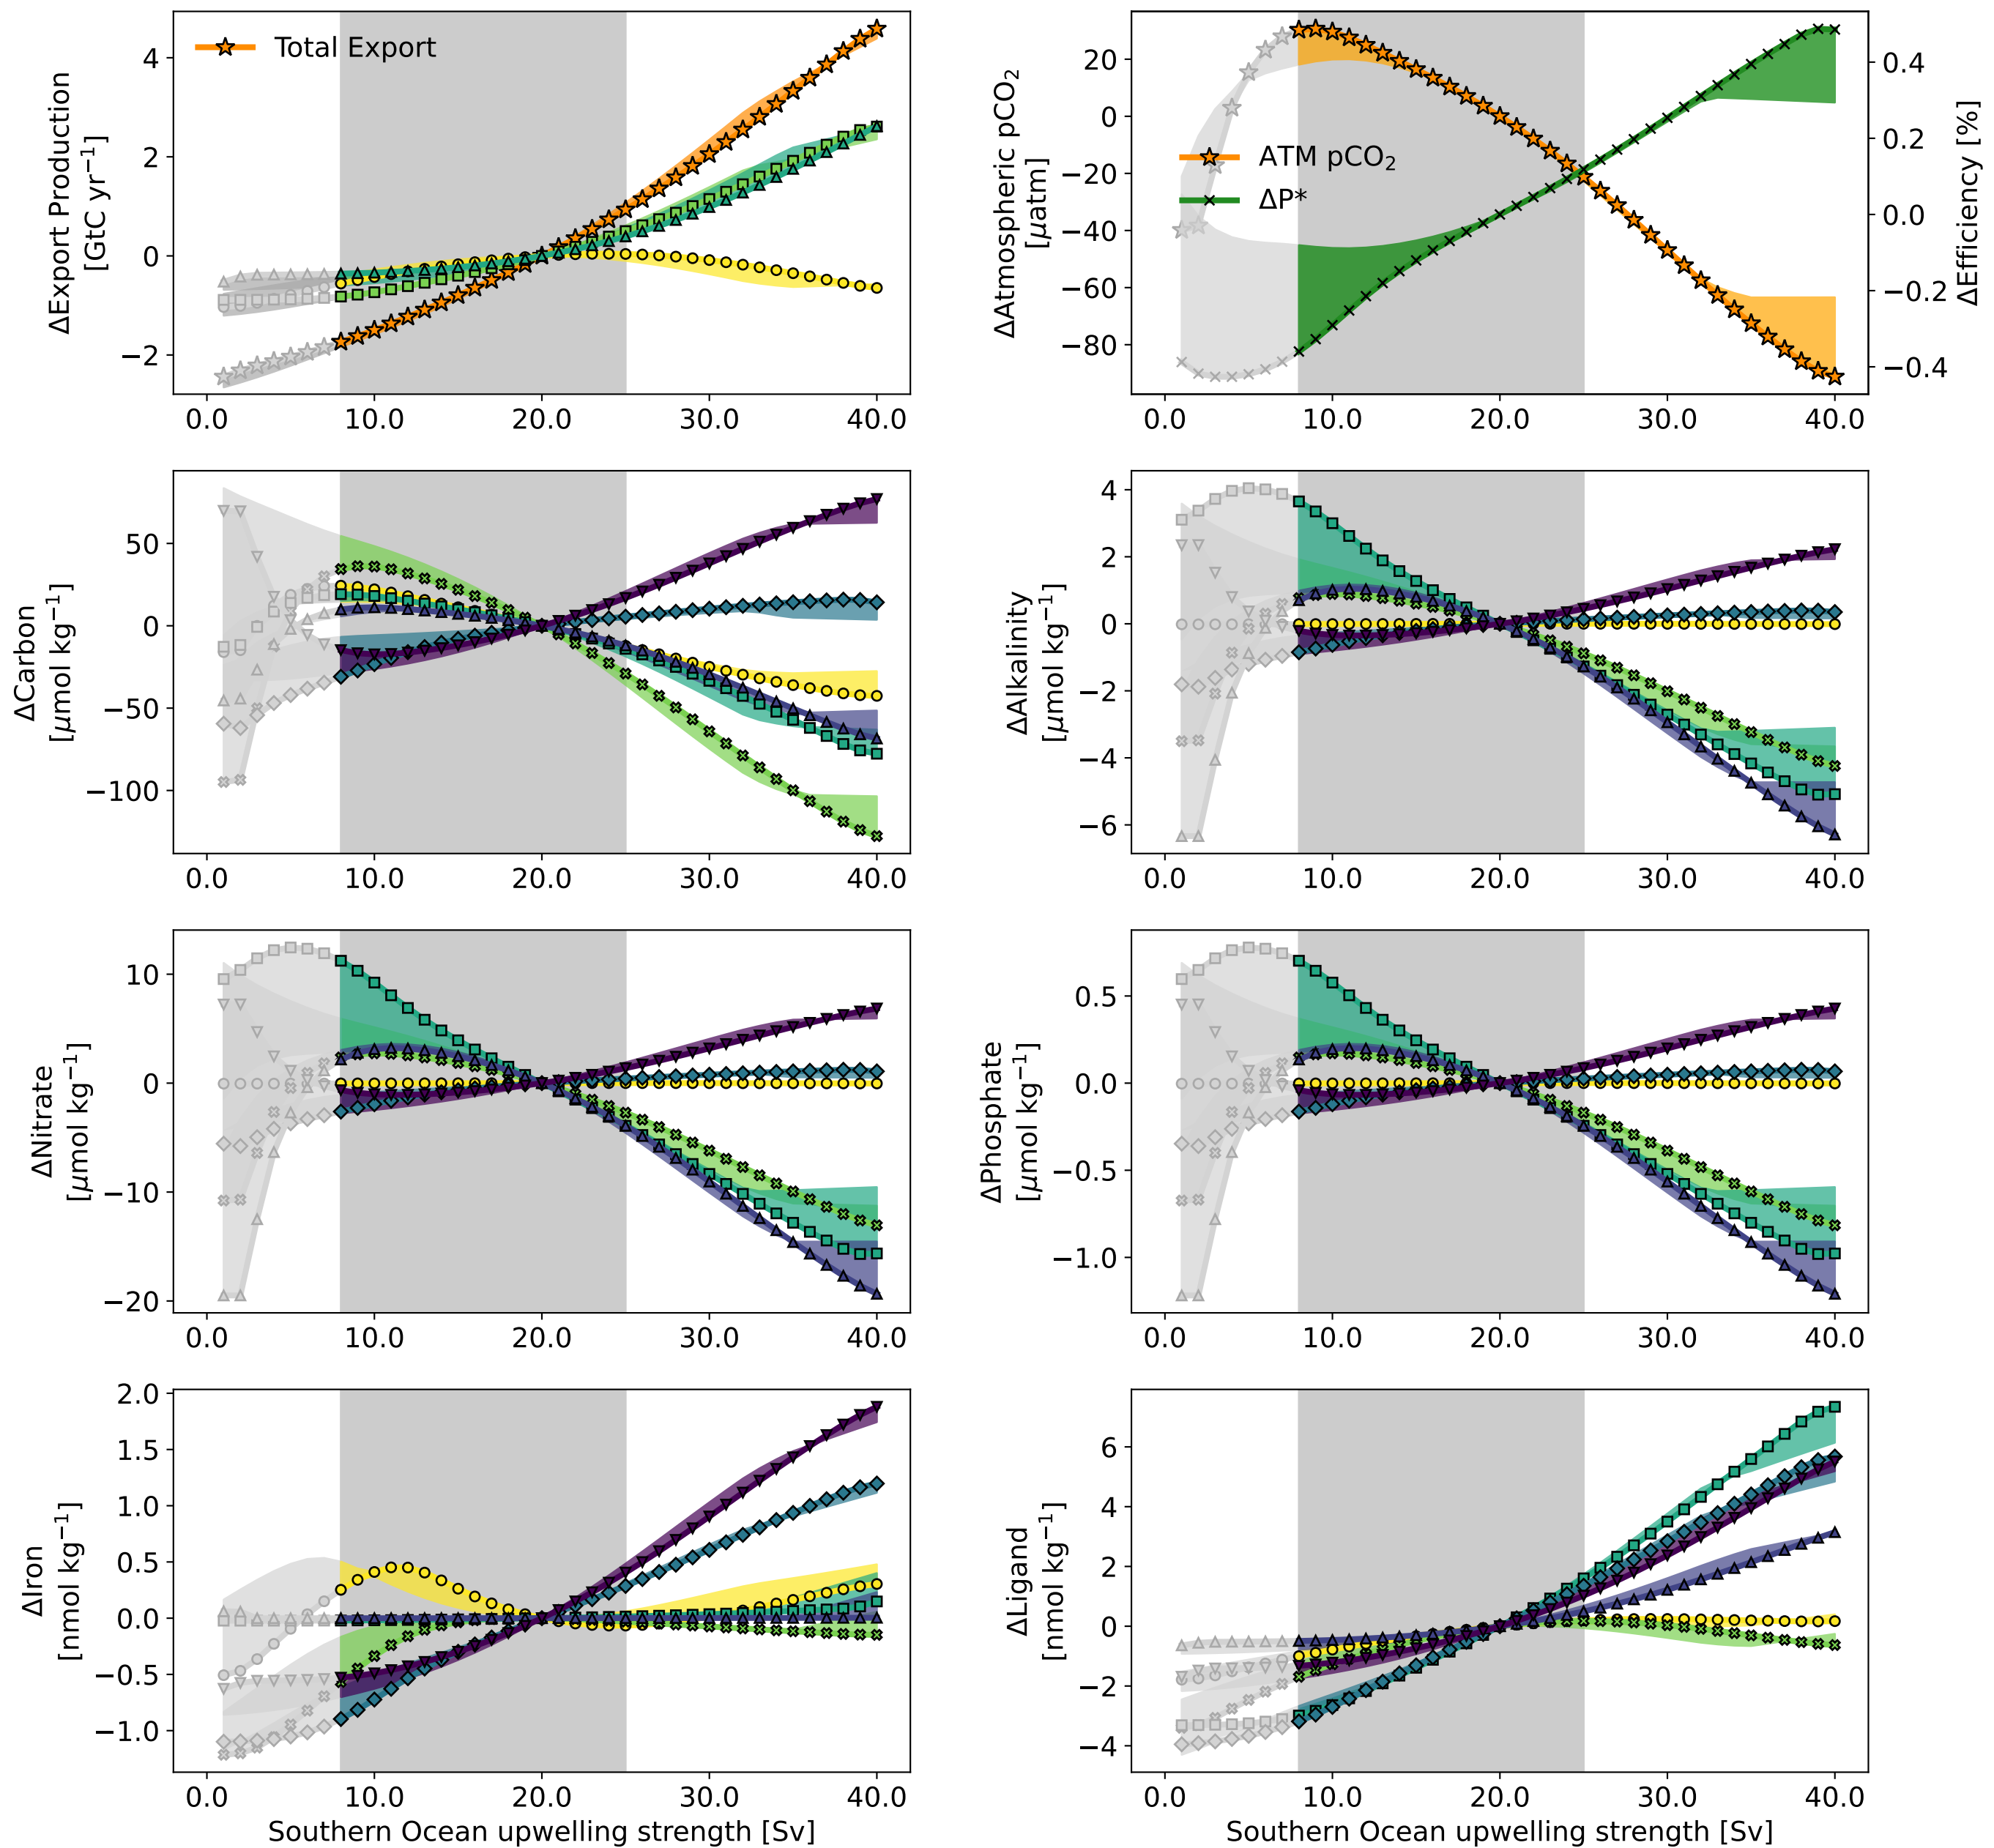 Total Export
ΔExport Production
[GtC yr⁻¹]
4
2
0
−2
0.0 10.0 20.0 30.0 40.0
ΔAtmospheric pCO₂
[μatm]
20
0
−20
−40
−60
−80
ATM pCO₂
ΔP*
0.4
0.2
0.0
−0.2
−0.4
ΔEfficiency [%]
0.0 10.0 20.0 30.0 40.0
ΔCarbon
[μmol kg⁻¹]
50
0
−50
−100
0.0 10.0 20.0 30.0 40.0
ΔAlkalinity
[μmol kg⁻¹]
4
2
0
−2
−4
−6
0.0 10.0 20.0 30.0 40.0
ΔNitrate
[μmol kg⁻¹]
10
0
−10
−20
0.0 10.0 20.0 30.0 40.0
ΔPhosphate
[μmol kg⁻¹]
0.5
0.0
−0.5
−1.0
0.0 10.0 20.0 30.0 40.0
ΔIron
[nmol kg⁻¹]
2.0
1.5
1.0
0.5
0.0
−0.5
−1.0
0.0 10.0 20.0 30.0 40.0
Southern Ocean upwelling strength [Sv]
ΔLigand
[nmol kg⁻¹]
6
4
2
0
−2
−4
0.0 10.0 20.0 30.0 40.0
Southern Ocean upwelling strength [Sv]